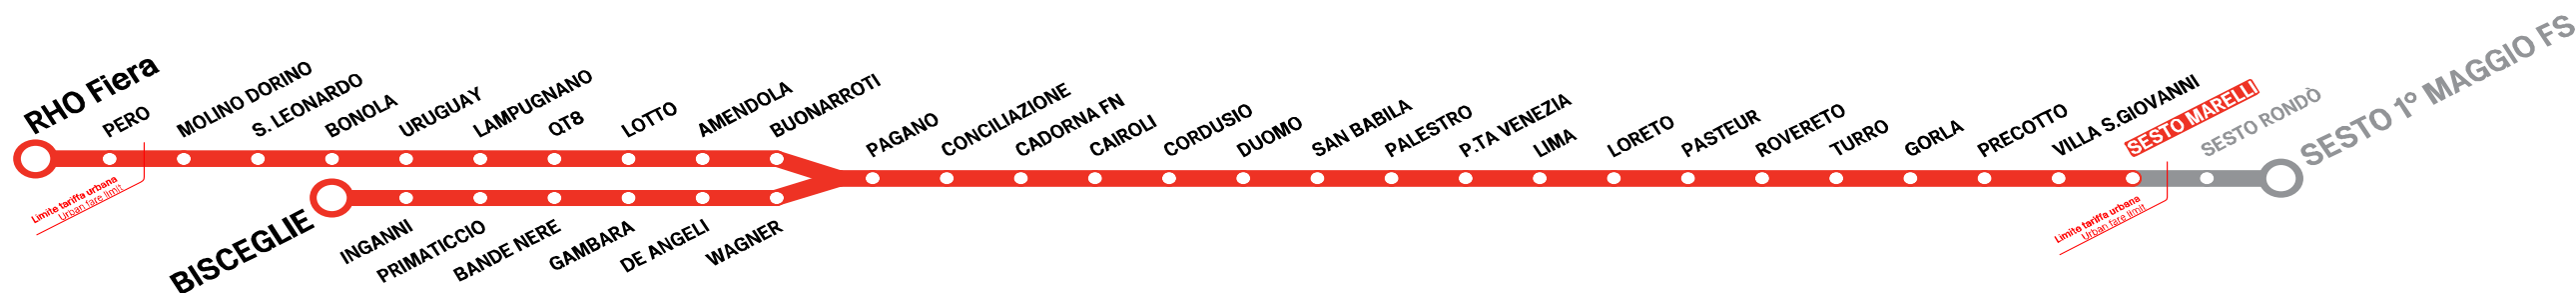 RHO Fiera
PERO
MOLINO DORINO
S. LEONARDO
BONOLA
URUGUAY
LAMPUGNANO
QT8
LOTTO
AMENDOLA
BUONARROTI
PAGANO
CONCILIAZIONE
CADORNA FN
CAIROLI
CORDUSIO
DUOMO
SAN BABILA
PALESTRO
P.TA VENEZIA
LIMA
LORETO
PASTEUR
ROVERETO
TURRO
GORLA
PRECOTTO
VILLA S.GIOVANNI
SESTO MARELLI
SESTO RONDÒ
SESTO 1° MAGGIO FS
Limite tariffa urbana
Urban fare limit
BISCEGLIE
INGANNI
PRIMATICCIO
BANDE NERE
GAMBARA
DE ANGELI
WAGNER
Limite tariffa urbana
Urban fare limit